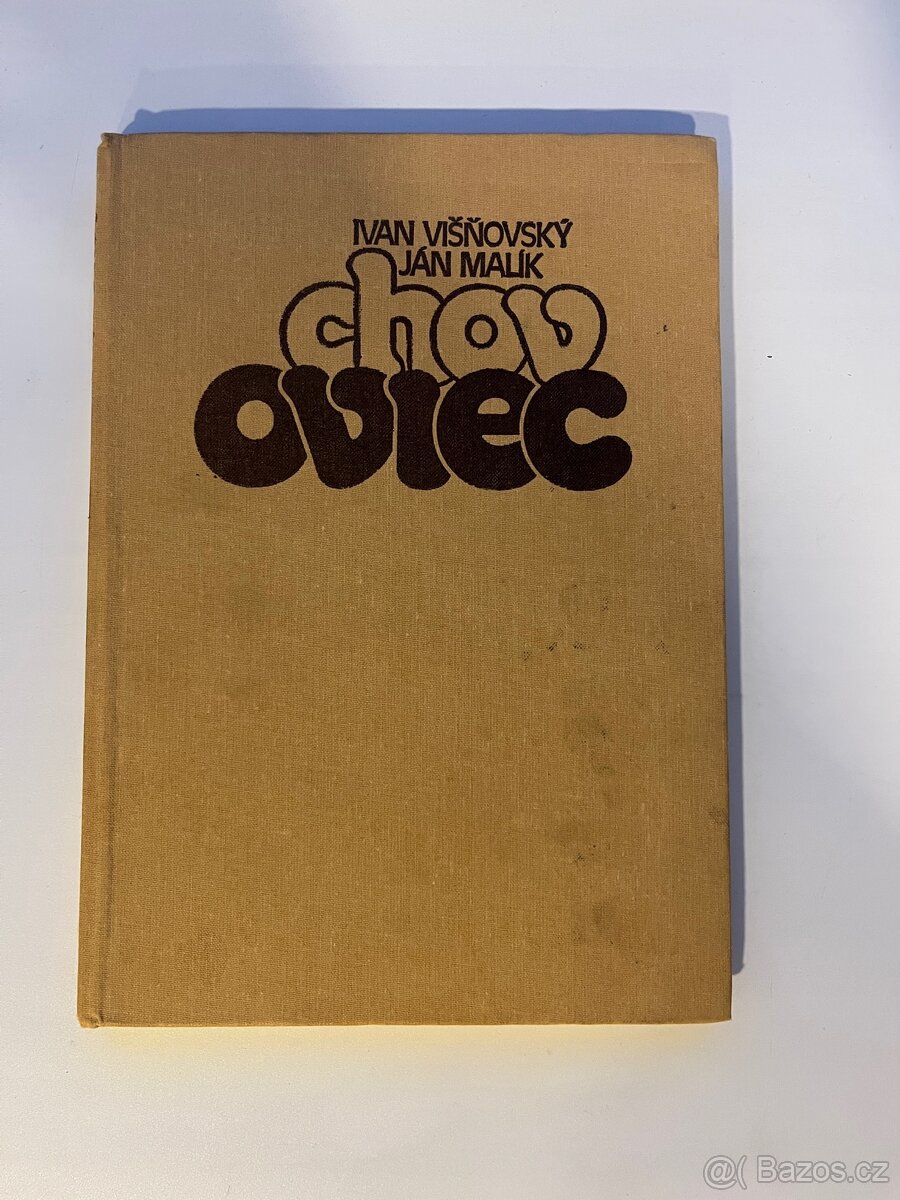 IVAN VIŠŇOVSKÝ
JÁN MALÍK
chov
oviec
@( Bazos.cz